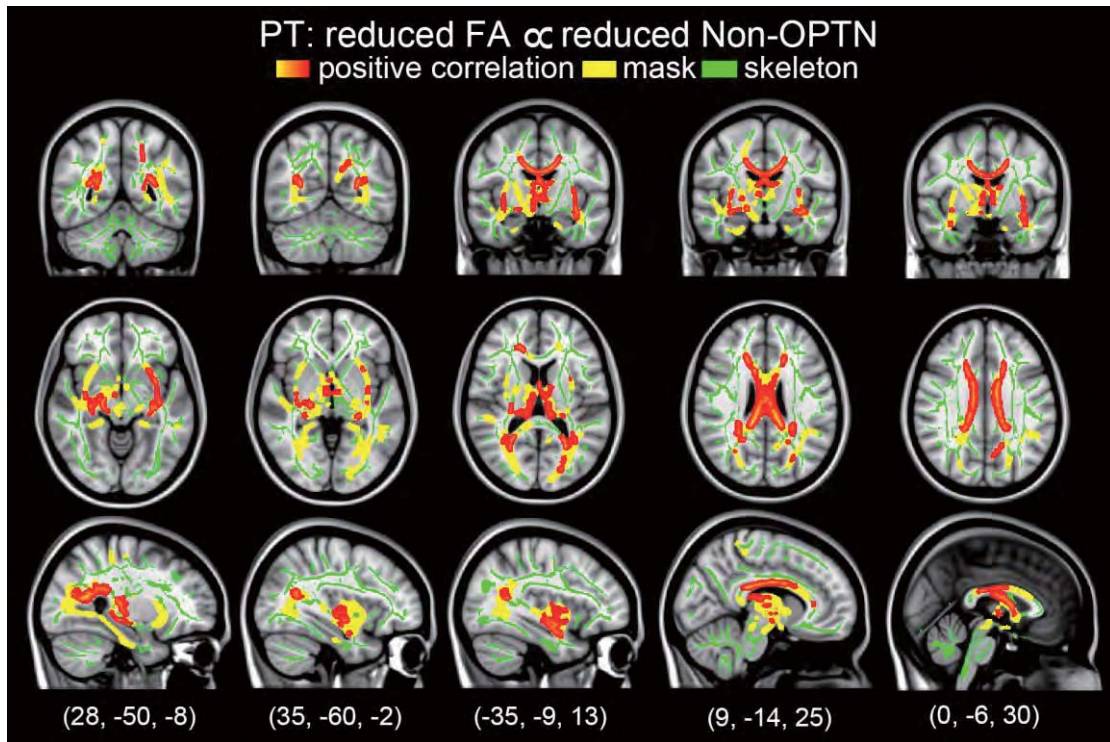 PT: reduced FA ∝ reduced Non-OPTN
positive correlation mask skeleton
(28, -50, -8) (35, -60, -2) (-35, -9, 13) (9, -14, 25) (0, -6, 30)